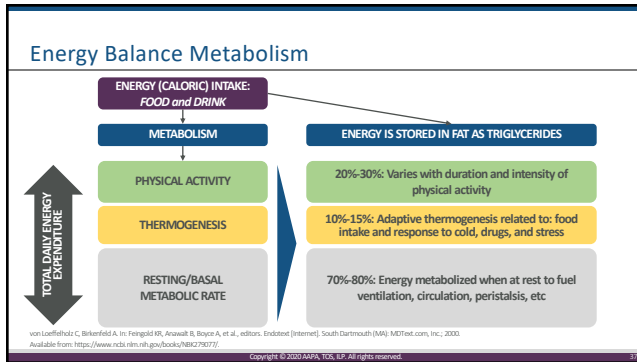 Energy Balance Metabolism
ENERGY (CALORIC) INTAKE:
FOOD and DRINK
METABOLISM
ENERGY IS STORED IN FAT AS TRIGLYCERIDES
TOTAL DAILY ENERGY
EXPENDITURE
PHYSICAL ACTIVITY
20%-30%: Varies with duration and intensity of
physical activity
THERMOGENESIS
10%-15%: Adaptive thermogenesis related to: food
intake and response to cold, drugs, and stress
RESTING/BASAL
METABOLIC RATE
70%-80%: Energy metabolized when at rest to fuel
ventilation, circulation, peristalsis, etc
von Loeffelholz C, Birkenfeld A. In: Feingold KR, Anawalt B, Boyce A, et al., editors. Endotext [Internet]. South Dartmouth (MA): MDText.com, Inc.; 2000.
Available from: https://www.ncbi.nlm.nih.gov/books/NBK279077/.
Copyright © 2020 AAPA, TOS, ILP. All rights reserved.
37